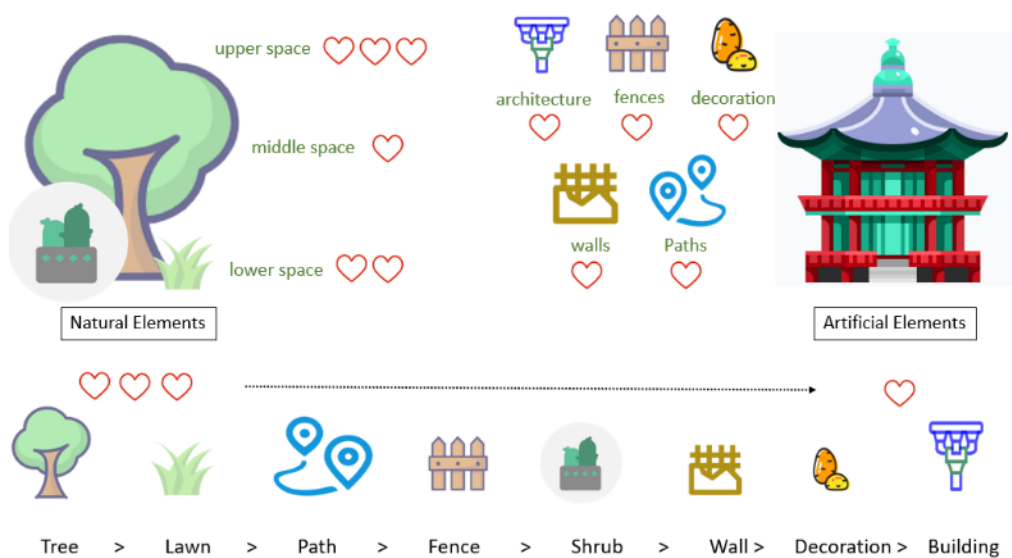 upper space
middle space
lower space
Natural Elements
architecture fences decoration
walls Paths
Artificial Elements
Tree > Lawn > Path > Fence > Shrub > Wall > Decoration > Building